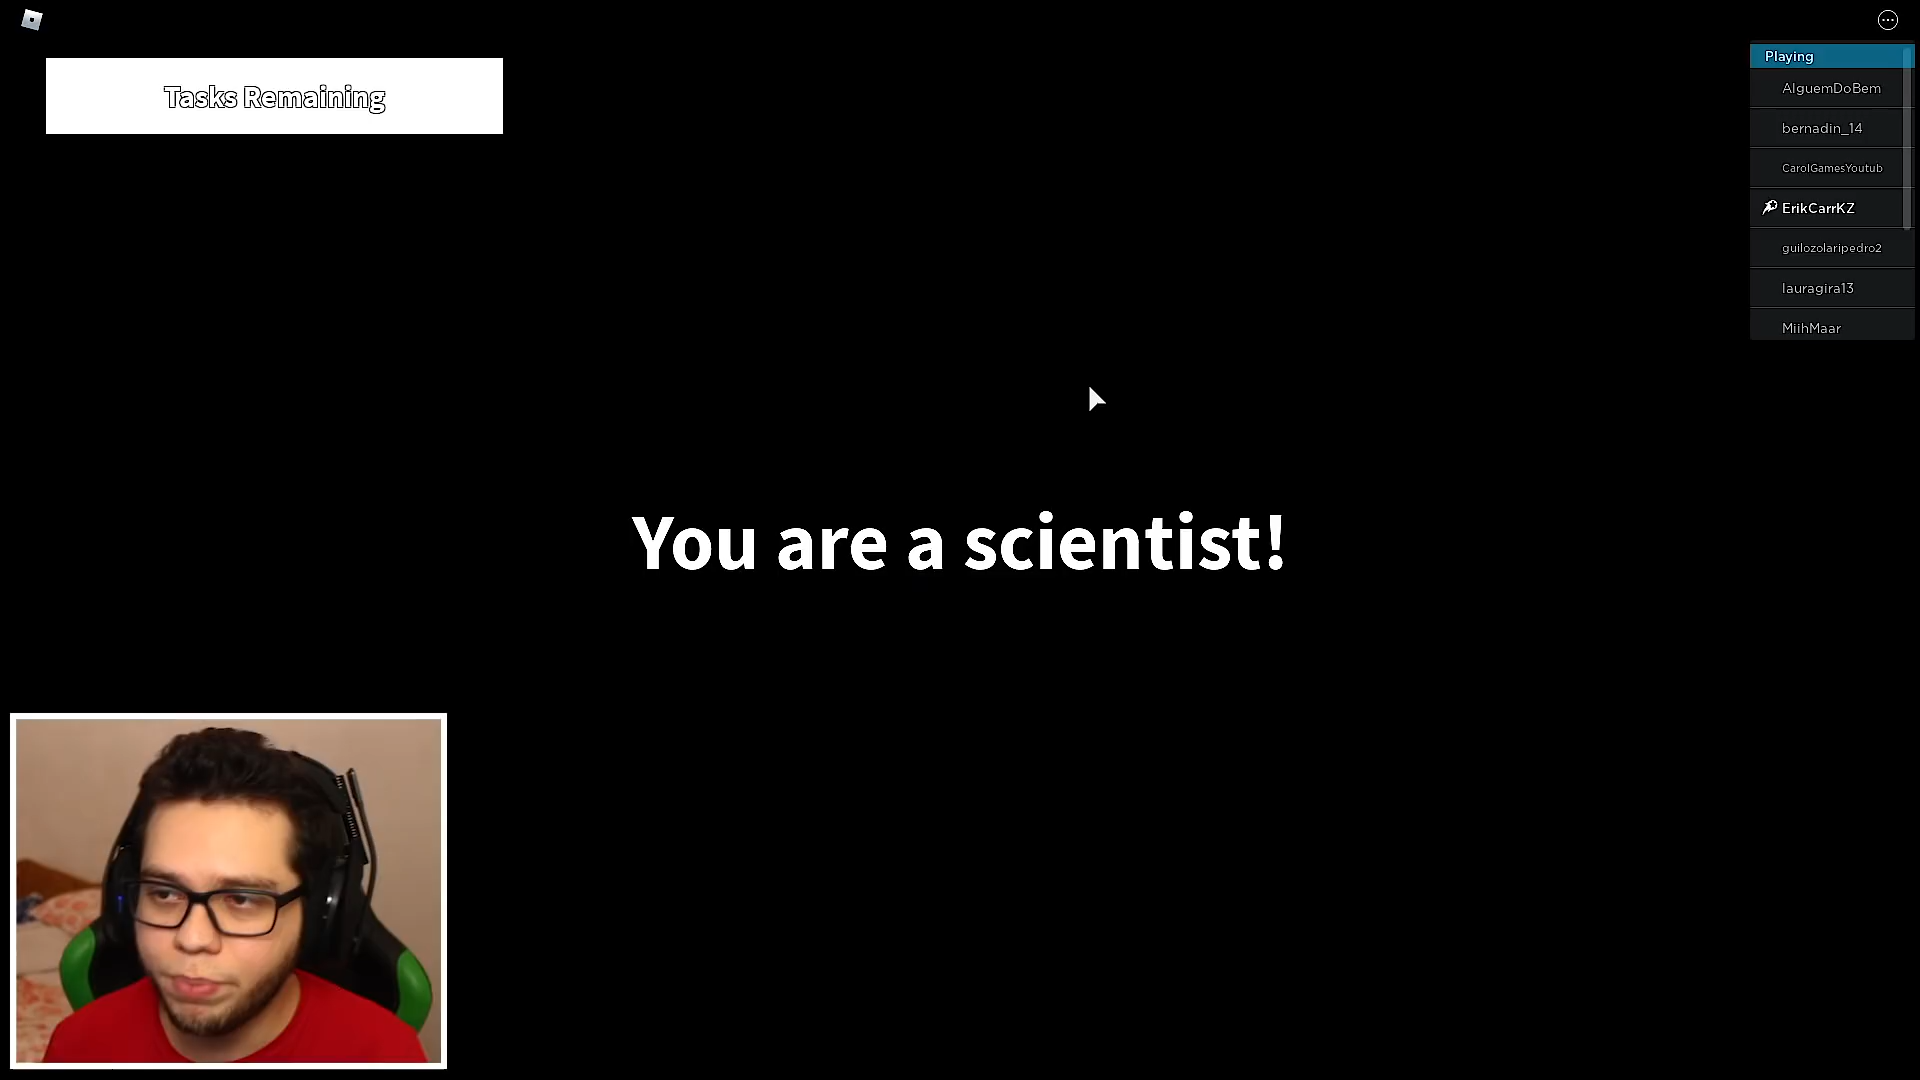 Tasks Remaining
Playing
AlguemDoBem
bernadin_14
CarolGamesYoutub
ErikCarrKZ
guilozolaripedro2
lauragira13
MiihMaar
You are a scientist!